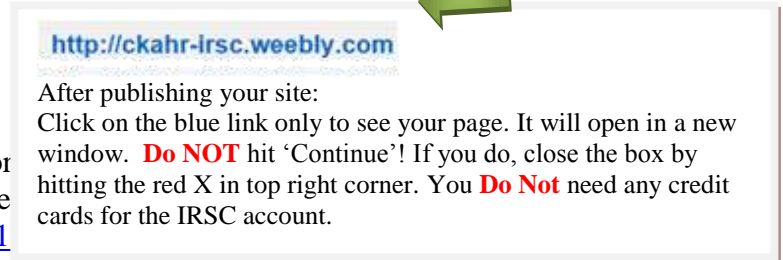 http://ckahr-irsc.weebly.com
After publishing your site:
Click on the blue link only to see your page. It will open in a new
window. Do NOT hit ‘Continue’! If you do, close the box by
hitting the red X in top right corner. You Do Not need any credit
cards for the IRSC account.